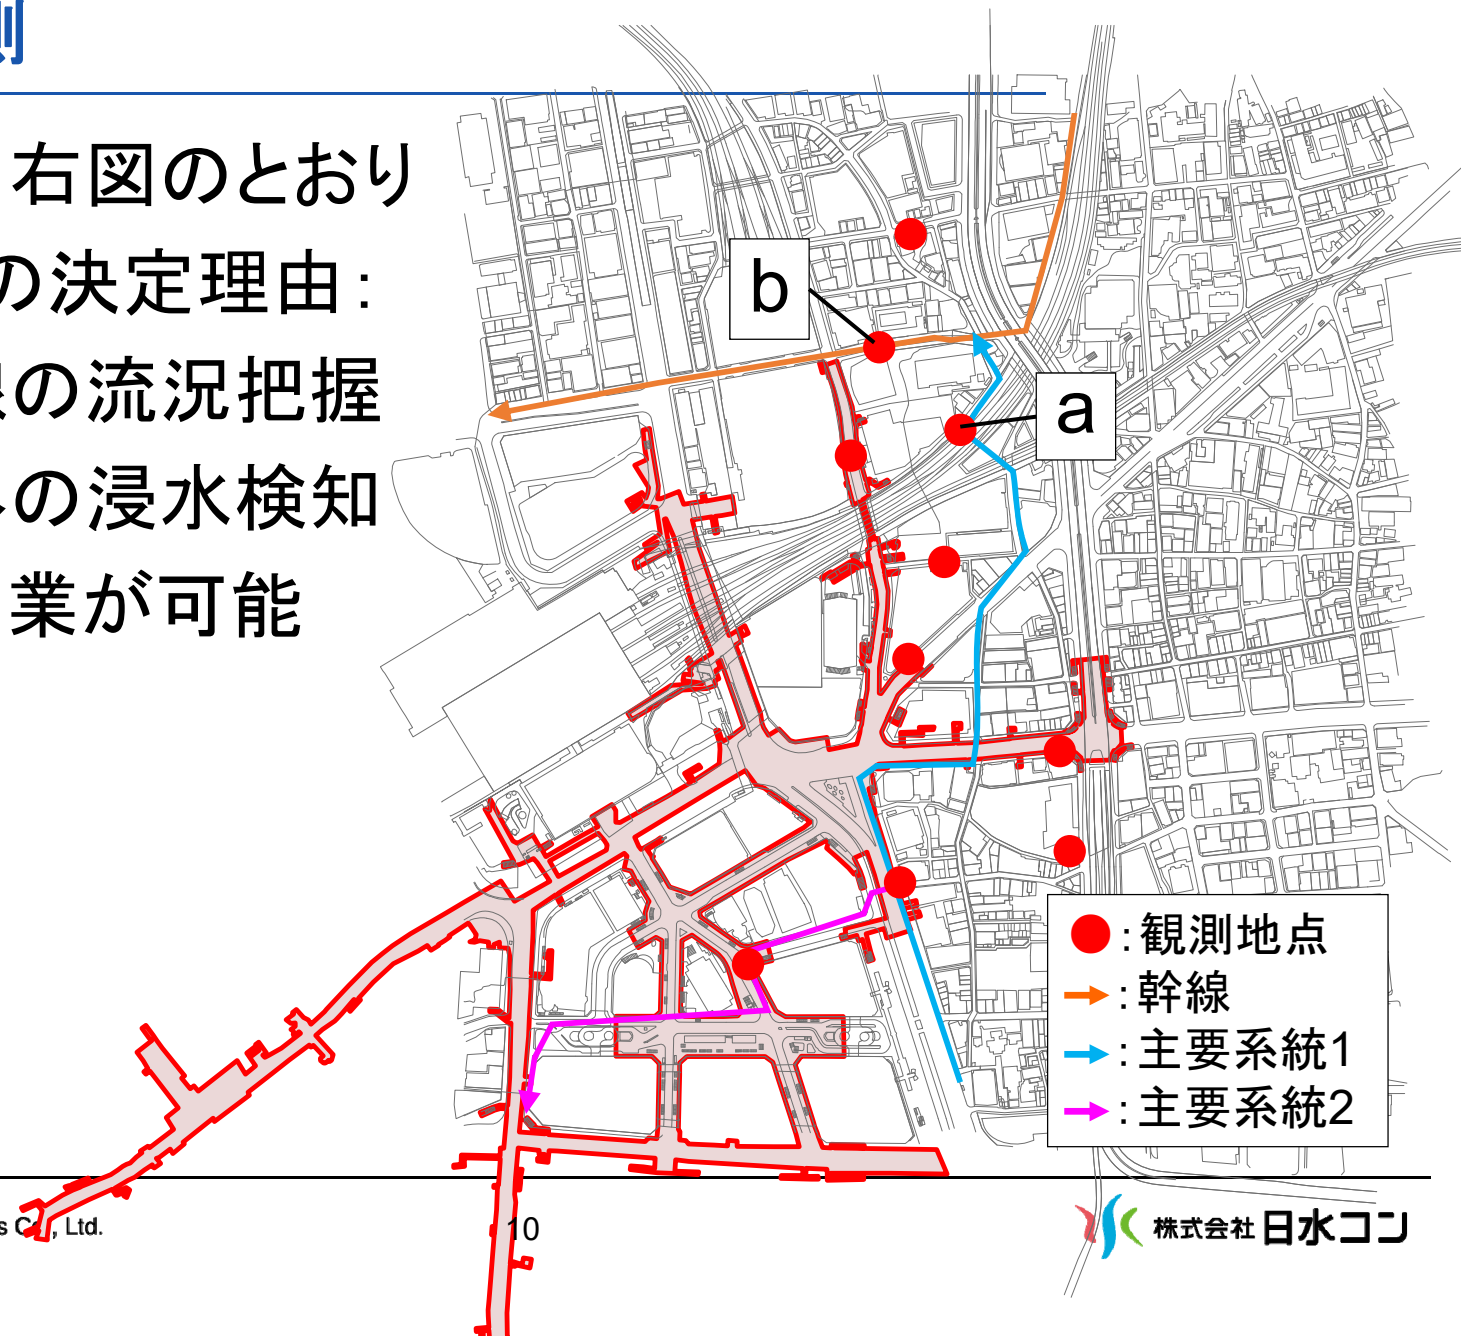 測
右図のとおり
の決定理由：
線の流況把握
の浸水検知
業が可能
b
a
：観測地点
：幹線
：主要系統1
：主要系統2
s Co., Ltd.
10
株式会社 日水コン